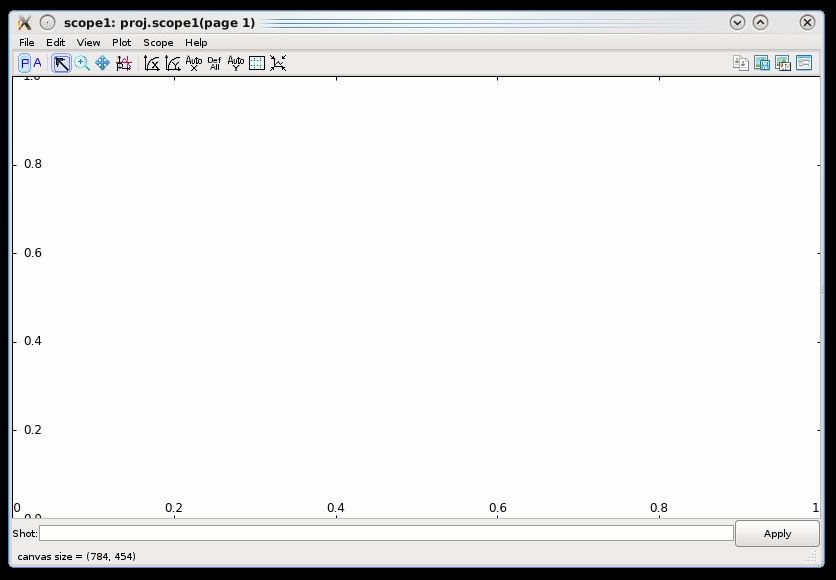 scope1: proj.scope1(page 1)
File Edit View Plot Scope Help
P A Auto X Def All Auto Y
1.0
0.8
0.6
0.4
0.2
0.0
0 0.2 0.4 0.6 0.8 1
Shot: Apply
canvas size = (784, 454)